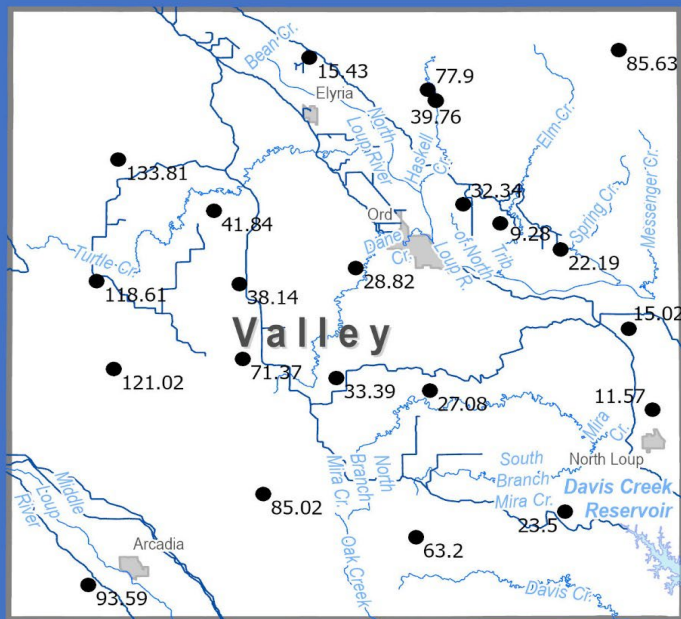 Bean Cr.
15.43
77.9
85.63
Elyria
39.76
North
Loup River
Haskell
Cr.
Elm Cr.
133.81
32.34
Spring Cr.
Messenger Cr.
41.84
Ord
9.28
Dane
Cr.
Trib
of North
Loup R.
22.19
Turtle Cr.
28.82
118.61
38.14
15.02
Valley
71.37
121.02
33.39
27.08
11.57
Mira
Cr.
North Loup
North
Branch
Mira Cr.
South
Branch
Mira Cr.
Davis Creek
Reservoir
85.02
23.5
Middle
Loup
River
63.2
Oak Creek
Arcadia
93.59
Davis Cr.